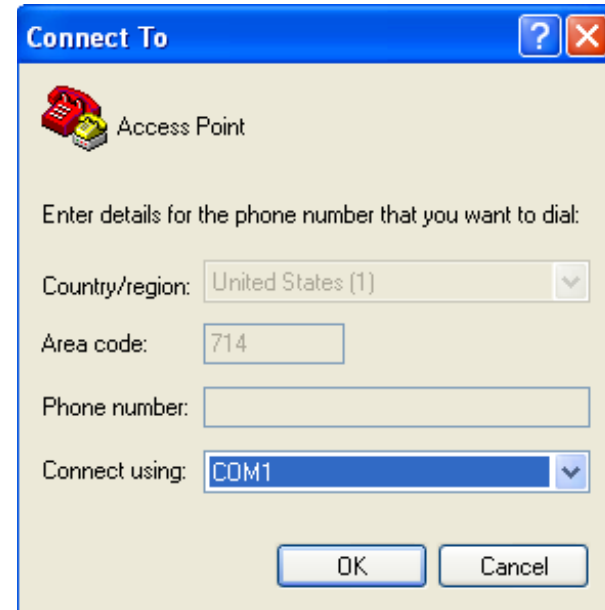 Connect To
?
Access Point
Enter details for the phone number that you want to dial:
Country/region: United States (1)
Area code: 714
Phone number:
Connect using: COM1
OK Cancel